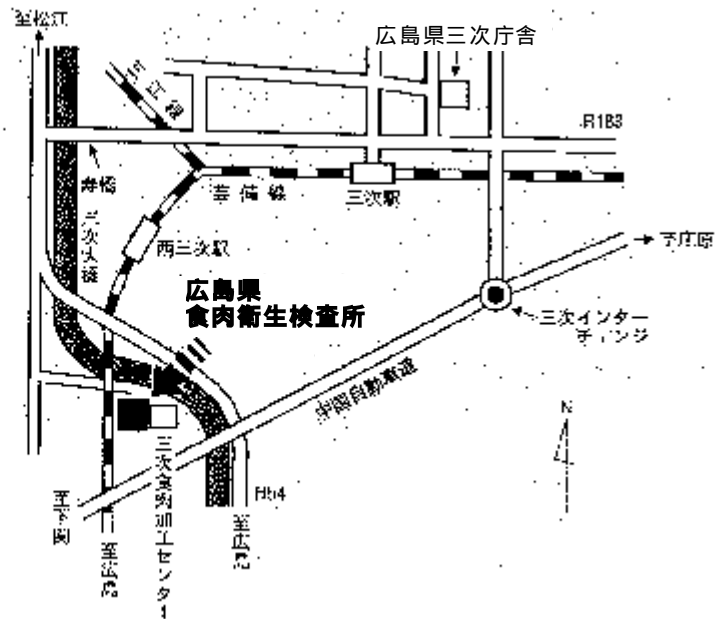 至松江
広島県三次庁舎
三江線
R183
寿橋
芸備線
三次駅
三次大橋
西三次駅
至庄原
広島県
食肉衛生検査所
三次インター
チェンジ
中国自動車道
N
R54
至下関
至広島
三次食肉加工センター
至広島